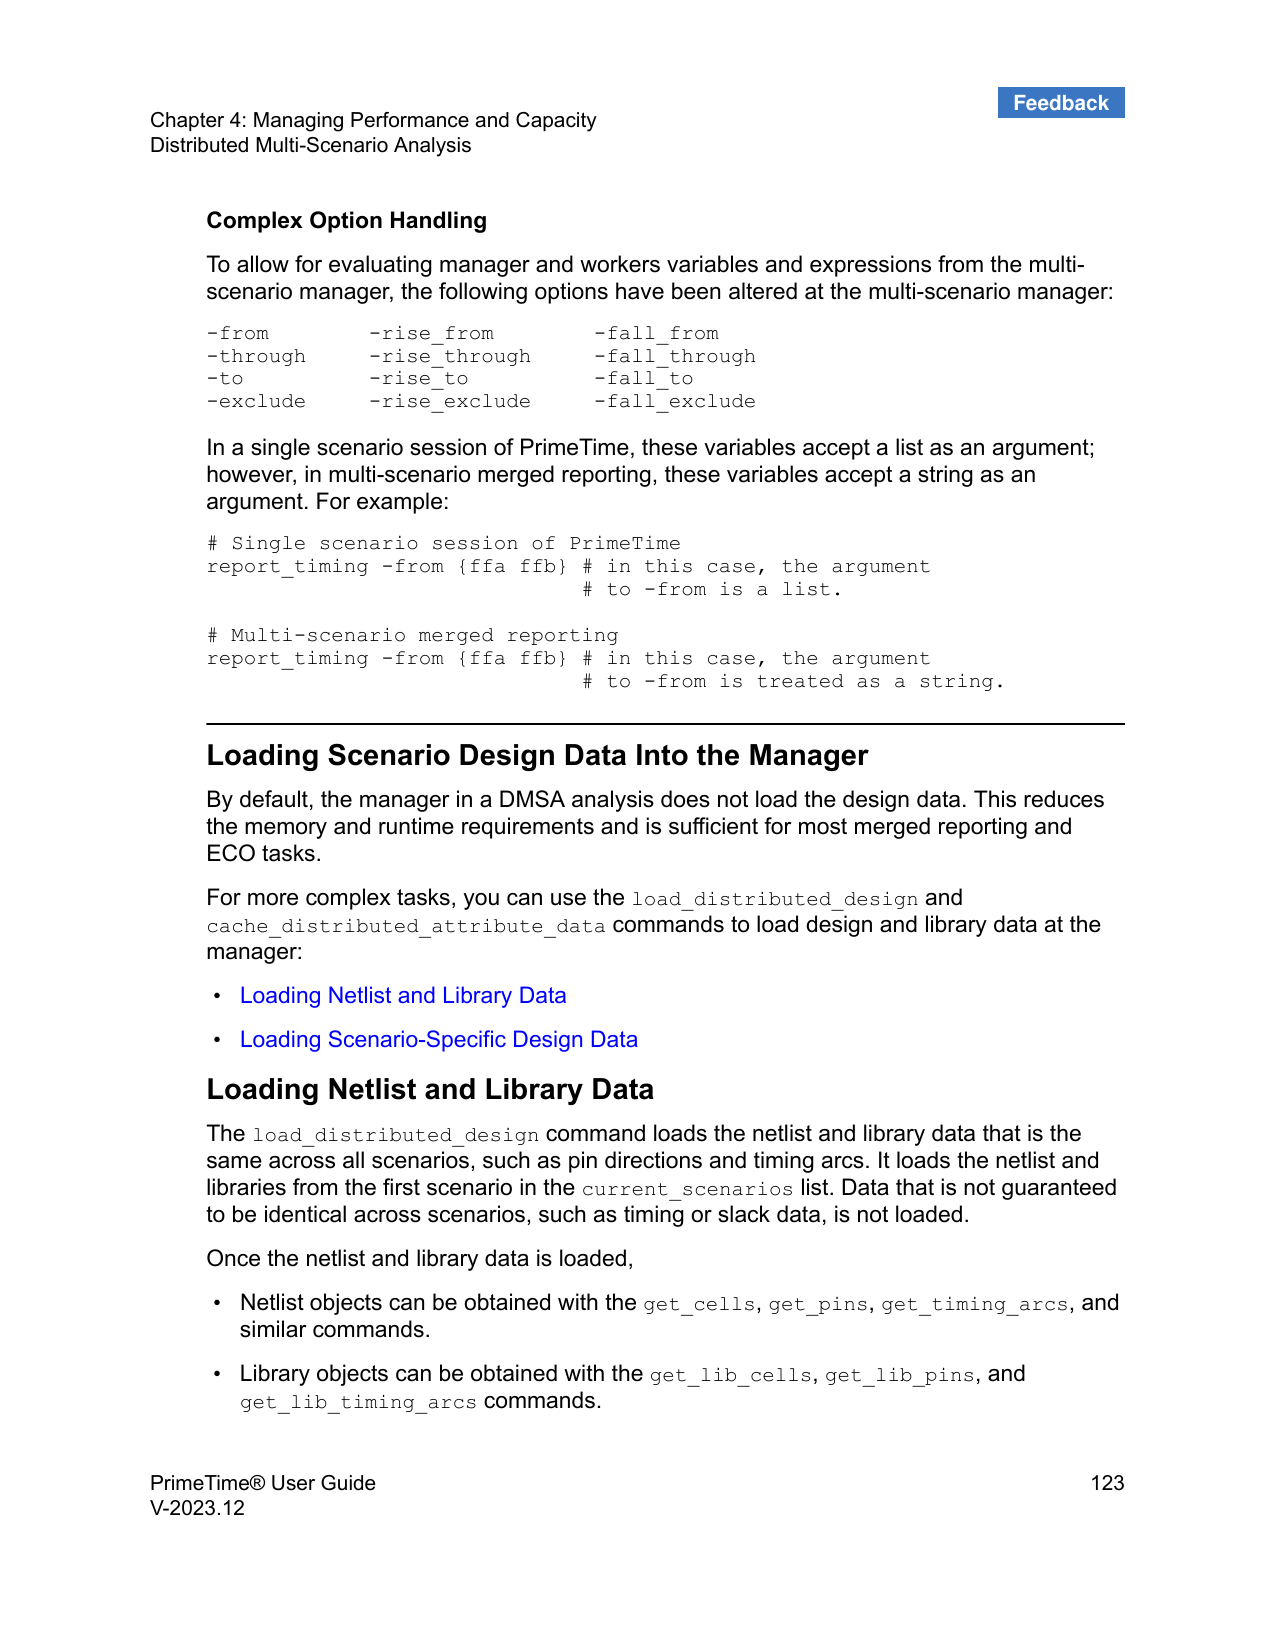 Feedback
Chapter 4: Managing Performance and Capacity
Distributed Multi-Scenario Analysis
Complex Option Handling
To allow for evaluating manager and workers variables and expressions from the multi-
scenario manager, the following options have been altered at the multi-scenario manager:
-from -rise_from -fall_from
-through -rise_through -fall_through
-to -rise_to -fall_to
-exclude -rise_exclude -fall_exclude
In a single scenario session of PrimeTime, these variables accept a list as an argument;
however, in multi-scenario merged reporting, these variables accept a string as an
argument. For example:
# Single scenario session of PrimeTime
report_timing -from {ffa ffb} # in this case, the argument
# to -from is a list.
# Multi-scenario merged reporting
report_timing -from {ffa ffb} # in this case, the argument
# to -from is treated as a string.
Loading Scenario Design Data Into the Manager
By default, the manager in a DMSA analysis does not load the design data. This reduces
the memory and runtime requirements and is sufficient for most merged reporting and
ECO tasks.
For more complex tasks, you can use the load_distributed_design and
cache_distributed_attribute_data commands to load design and library data at the
manager:
• Loading Netlist and Library Data
• Loading Scenario-Specific Design Data
Loading Netlist and Library Data
The load_distributed_design command loads the netlist and library data that is the
same across all scenarios, such as pin directions and timing arcs. It loads the netlist and
libraries from the first scenario in the current_scenarios list. Data that is not guaranteed
to be identical across scenarios, such as timing or slack data, is not loaded.
Once the netlist and library data is loaded,
• Netlist objects can be obtained with the get_cells, get_pins, get_timing_arcs, and
similar commands.
• Library objects can be obtained with the get_lib_cells, get_lib_pins, and
get_lib_timing_arcs commands.
PrimeTime® User Guide 123
V-2023.12